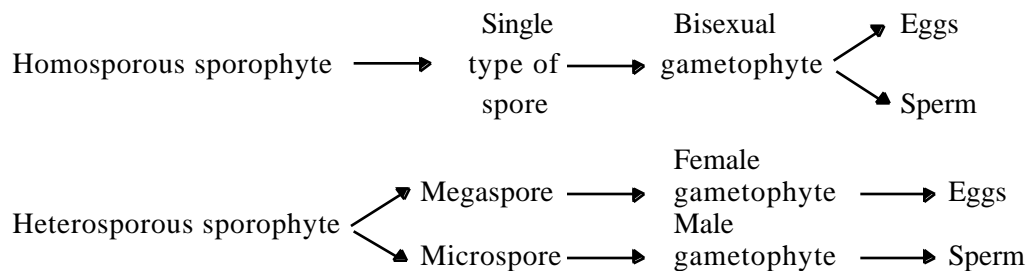 Single Bisexual Eggs
Homosporous sporophyte type of gametophyte
spore Sperm
Female
Megaspore gametophyte Eggs
Heterosporous sporophyte Male
Microspore gametophyte Sperm